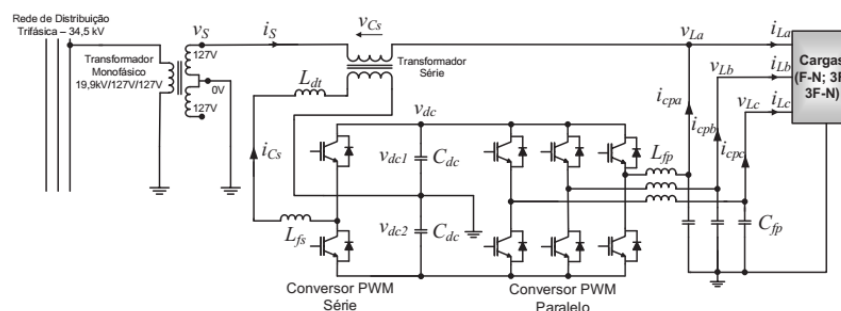 Rede de Distribuição
Trifásica – 34,5 kV
Transformador
Monofásico
19,9kV/127V/127V
v_S
127V
0V
127V
i_S
v_Cs
Transformador
Série
L_dt
i_Cs
L_fs
v_dc
v_dc1
C_dc
v_dc2
C_dc
Conversor PWM
Série
Conversor PWM
Paralelo
L_fp
C_fp
i_cpa
i_cpb
i_cpc
v_La
v_Lb
v_Lc
i_La
i_Lb
i_Lc
Cargas
(F-N; 3F
3F-N)